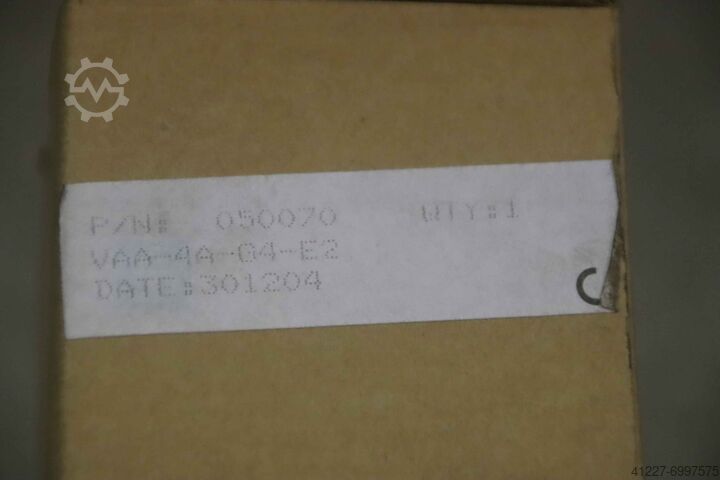 P/N: 050070 QTY:1
VAA-4A-G4-E2
DATE:301204
41227-6997575